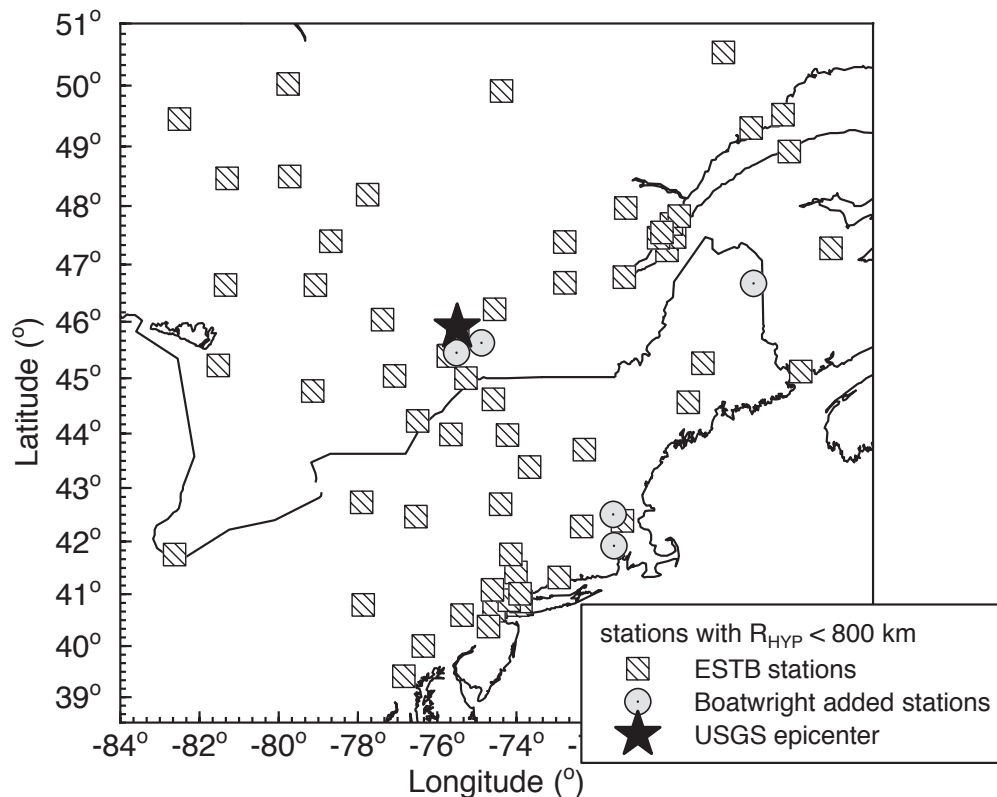 51°
50°
49°
48°
47°
46°
45°
44°
43°
42°
41°
40°
39°
Latitude (°)
-84° -82° -80° -78° -76° -74° -72
Longitude (°)
stations with R_HYP < 800 km
ESTB stations
Boatwright added stations
USGS epicenter